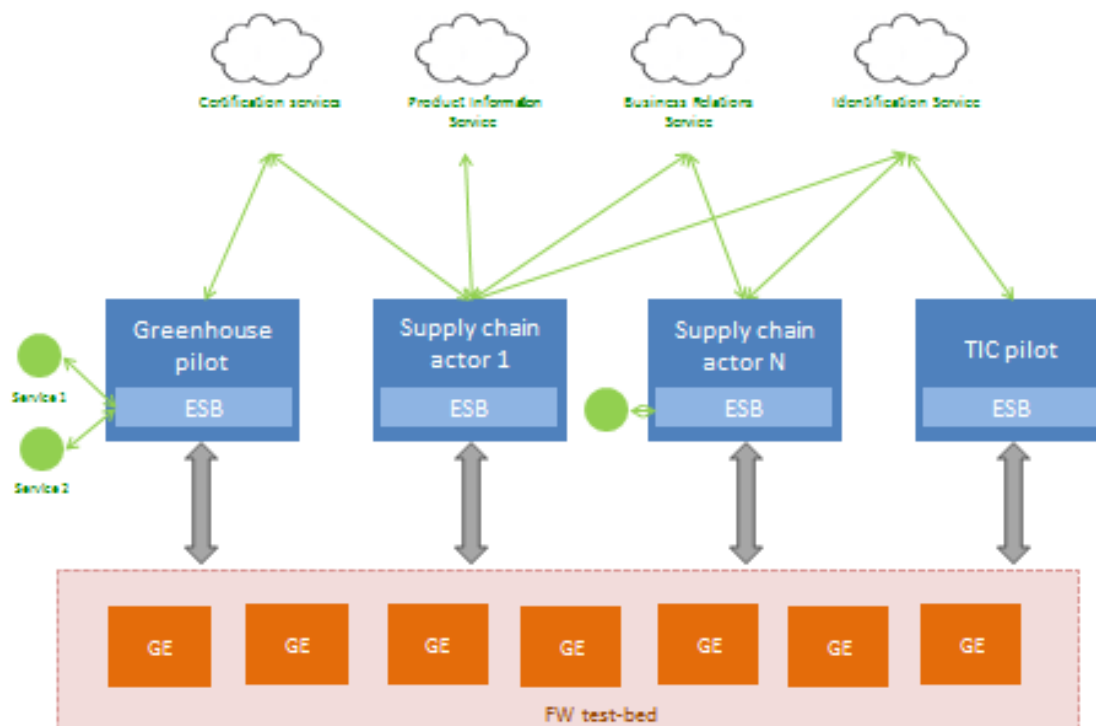 Certification services
Product Information
Service
Business Relations
Service
Identification Service
Greenhouse
pilot
ESB
Supply chain
actor 1
ESB
Supply chain
actor N
ESB
TIC pilot
ESB
Service 1
Service 2
GE
GE
GE
GE
GE
GE
GE
FW test-bed